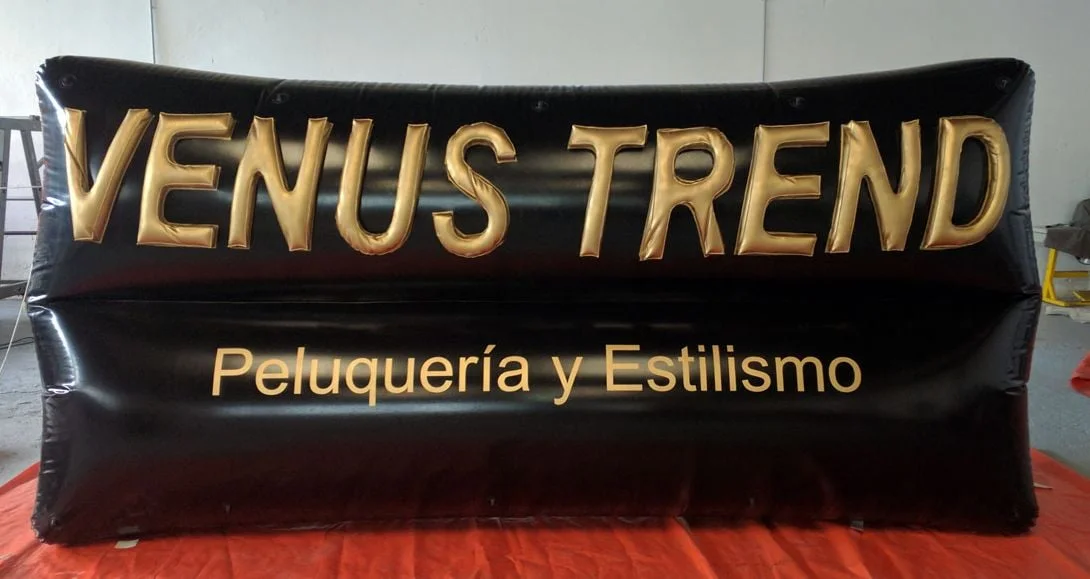 VENUS TREND
Peluquería y Estilismo